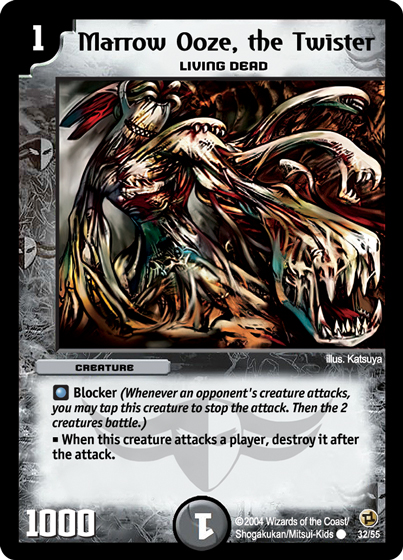 1 Marrow Ooze, the Twister
LIVING DEAD
illus. Katsuya
CREATURE
Blocker (Whenever an opponent's creature attacks,
you may tap this creature to stop the attack. Then the 2
creatures battle.)
▪ When this creature attacks a player, destroy it after
the attack.
1000
1
©2004 Wizards of the Coast/
Shogakukan/Mitsui-Kids ● 32/55